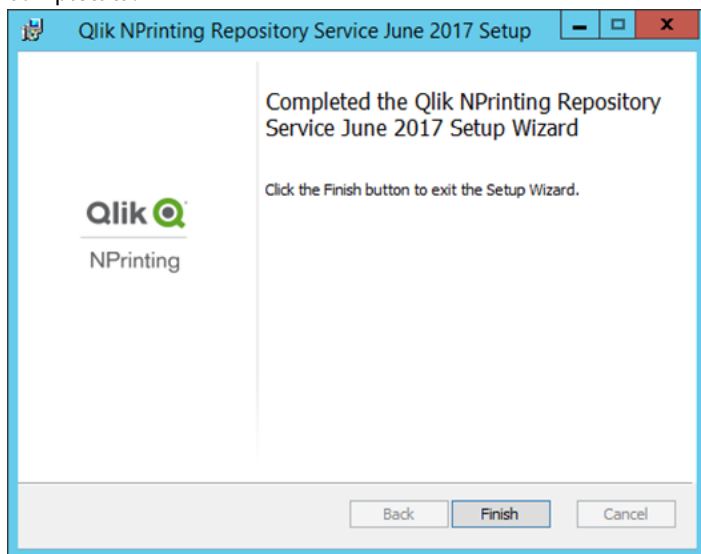 Qlik NPrinting Repository Service June 2017 Setup
Completed the Qlik NPrinting Repository
Service June 2017 Setup Wizard
Click the Finish button to exit the Setup Wizard.
Qlik
NPrinting
Back
Finish
Cancel